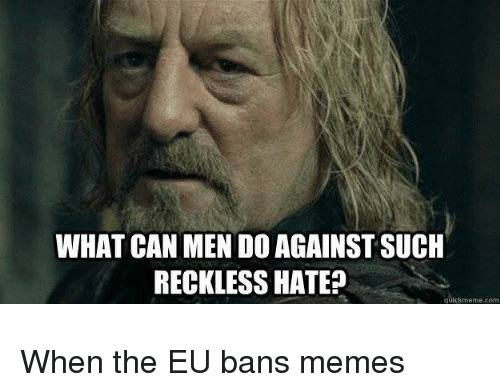 WHAT CAN MEN DO AGAINST SUCH
RECKLESS HATE?
quickmeme.com
When the EU bans memes